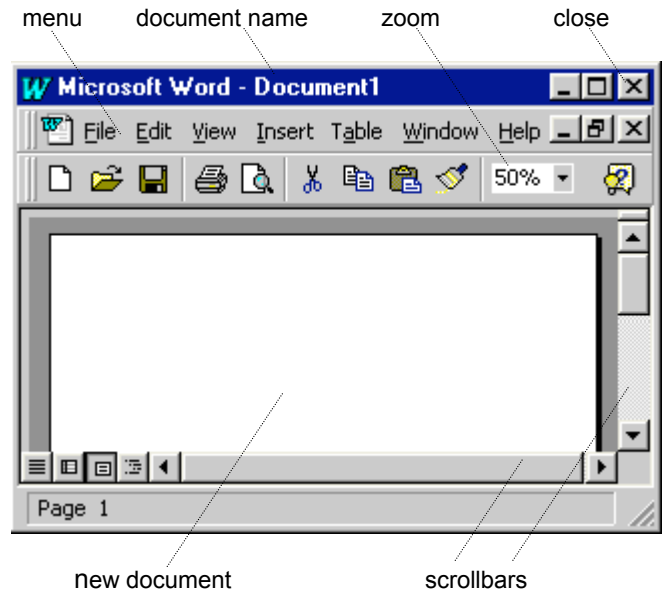 menu document name zoom close
W Microsoft Word - Document1
W File Edit View Insert Table Window Help
50% ?
Page 1
new document scrollbars